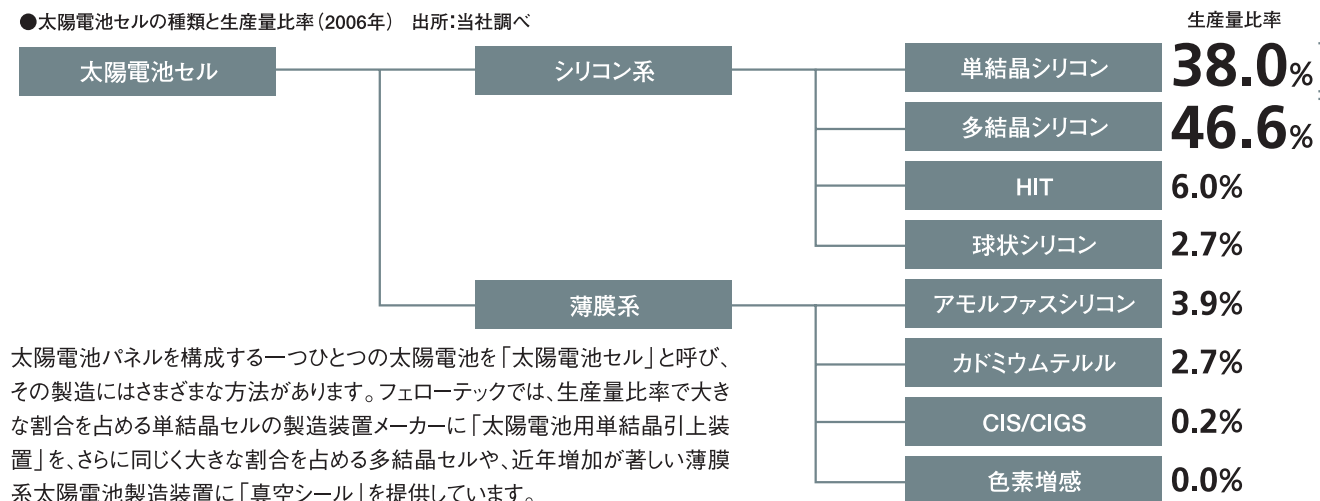 ●太陽電池セルの種類と生産量比率（2006年） 出所：当社調べ
生産量比率
太陽電池セル
シリコン系
単結晶シリコン 38.0%
多結晶シリコン 46.6%
HIT 6.0%
球状シリコン 2.7%
薄膜系
アモルファスシリコン 3.9%
カドミウムテルル 2.7%
CIS/CIGS 0.2%
色素増感 0.0%
太陽電池パネルを構成する一つひとつの太陽電池を「太陽電池セル」と呼び、
その製造にはさまざまな方法があります。フェローテックでは、生産量比率で大き
な割合を占める単結晶セルの製造装置メーカーに「太陽電池用単結晶引上装
置」を、さらに同じく大きな割合を占める多結晶セルや、近年増加が著しい薄膜
系太陽電池製造装置に「真空シール」を提供しています。